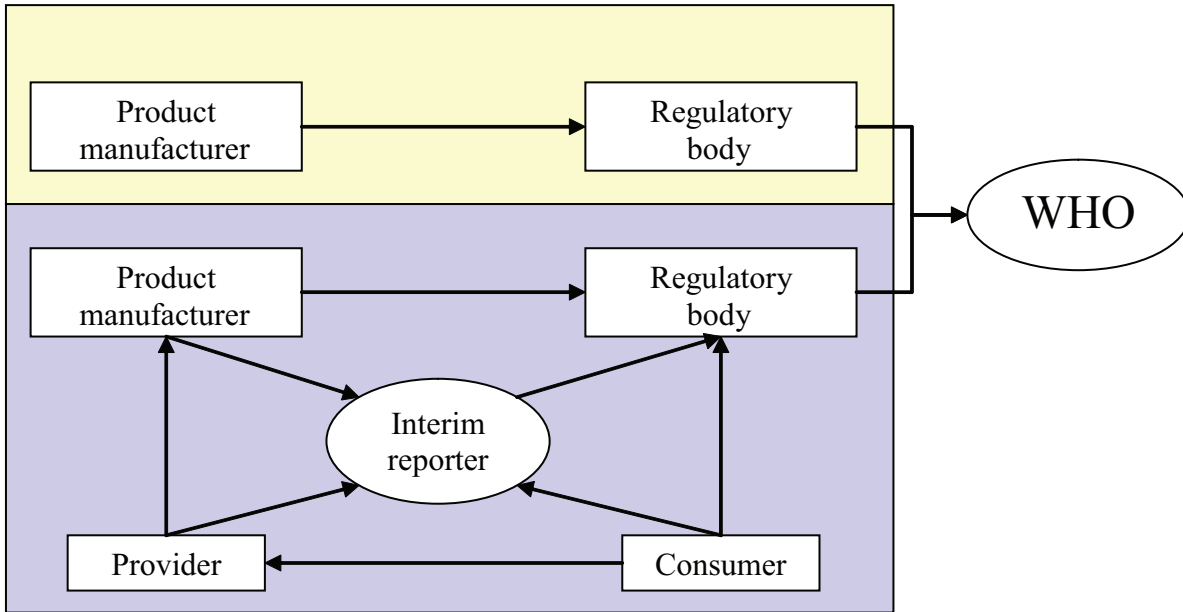 Product
manufacturer
Regulatory
body
WHO
Product
manufacturer
Regulatory
body
Interim
reporter
Provider
Consumer